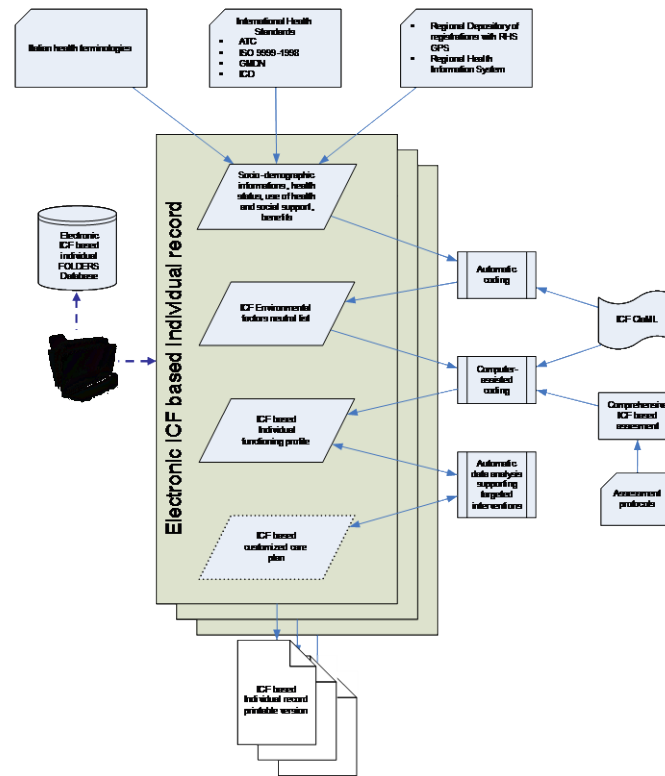 Italian health terminologies
International Health
Standards
• ATC
• ISO 9999-1998
• GMDN
• ICD
• Regional Depository of
registrations with RHS
GPS
• Regional Health
Information System
Electronic ICF based Individual record
Socio-demographic
informations, health
status, use of health
and social support,
benefits
Electronic
ICF based
individual
FOLDERS
Database
Automatic
coding
ICF Environmental
factors neutral list
ICF ClaML
Computer-
assisted
coding
ICF based
Individual
functioning profile
Comprehensive
ICF based
assesment
Automatic
data analysis
supporting
targeted
interventions
Assessment
protocols
ICF based
customized care
plan
ICF based
Individual record
printable version